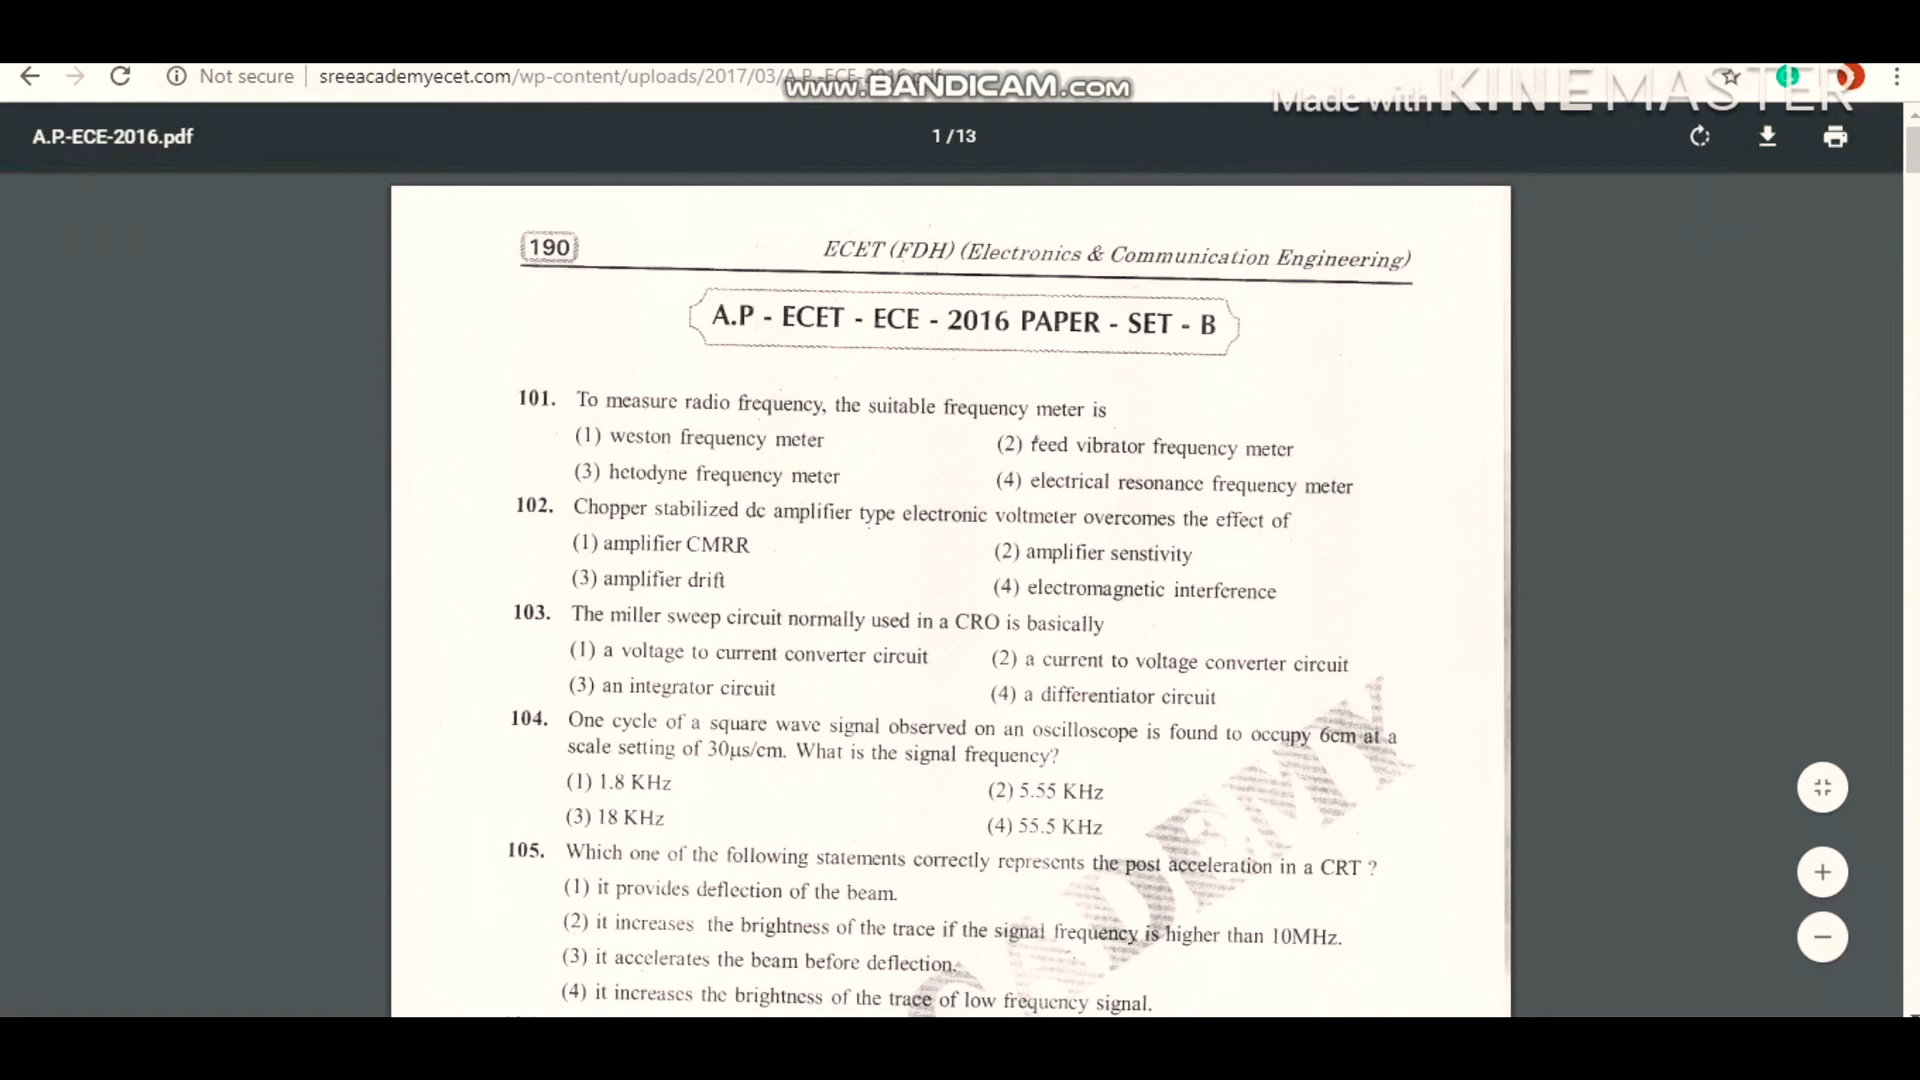 Not secure | sreeacademyecet.com/wp-content/uploads/2017/03/A.P.-ECE-2016.pdf
www.BANDICAM.com
Made with KINEMASTER
A.P.-ECE-2016.pdf
1 / 13
190
ECET (FDH) (Electronics & Communication Engineering)
A.P - ECET - ECE - 2016 PAPER - SET - B
101. To measure radio frequency, the suitable frequency meter is
(1) weston frequency meter (2) feed vibrator frequency meter
(3) hetodyne frequency meter (4) electrical resonance frequency meter
102. Chopper stabilized dc amplifier type electronic voltmeter overcomes the effect of
(1) amplifier CMRR (2) amplifier senstivity
(3) amplifier drift (4) electromagnetic interference
103. The miller sweep circuit normally used in a CRO is basically
(1) a voltage to current converter circuit (2) a current to voltage converter circuit
(3) an integrator circuit (4) a differentiator circuit
104. One cycle of a square wave signal observed on an oscilloscope is found to occupy 6cm at a
scale setting of 30μs/cm. What is the signal frequency?
(1) 1.8 KHz (2) 5.55 KHz
(3) 18 KHz (4) 55.5 KHz
105. Which one of the following statements correctly represents the post acceleration in a CRT ?
(1) it provides deflection of the beam.
(2) it increases the brightness of the trace if the signal frequency is higher than 10MHz.
(3) it accelerates the beam before deflection.
(4) it increases the brightness of the trace of low frequency signal.